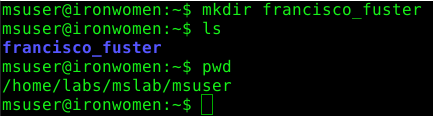 msuser@ironwomen:~$ mkdir francisco_fuster
msuser@ironwomen:~$ ls
francisco_fuster
msuser@ironwomen:~$ pwd
/home/labs/mslab/msuser
msuser@ironwomen:~$